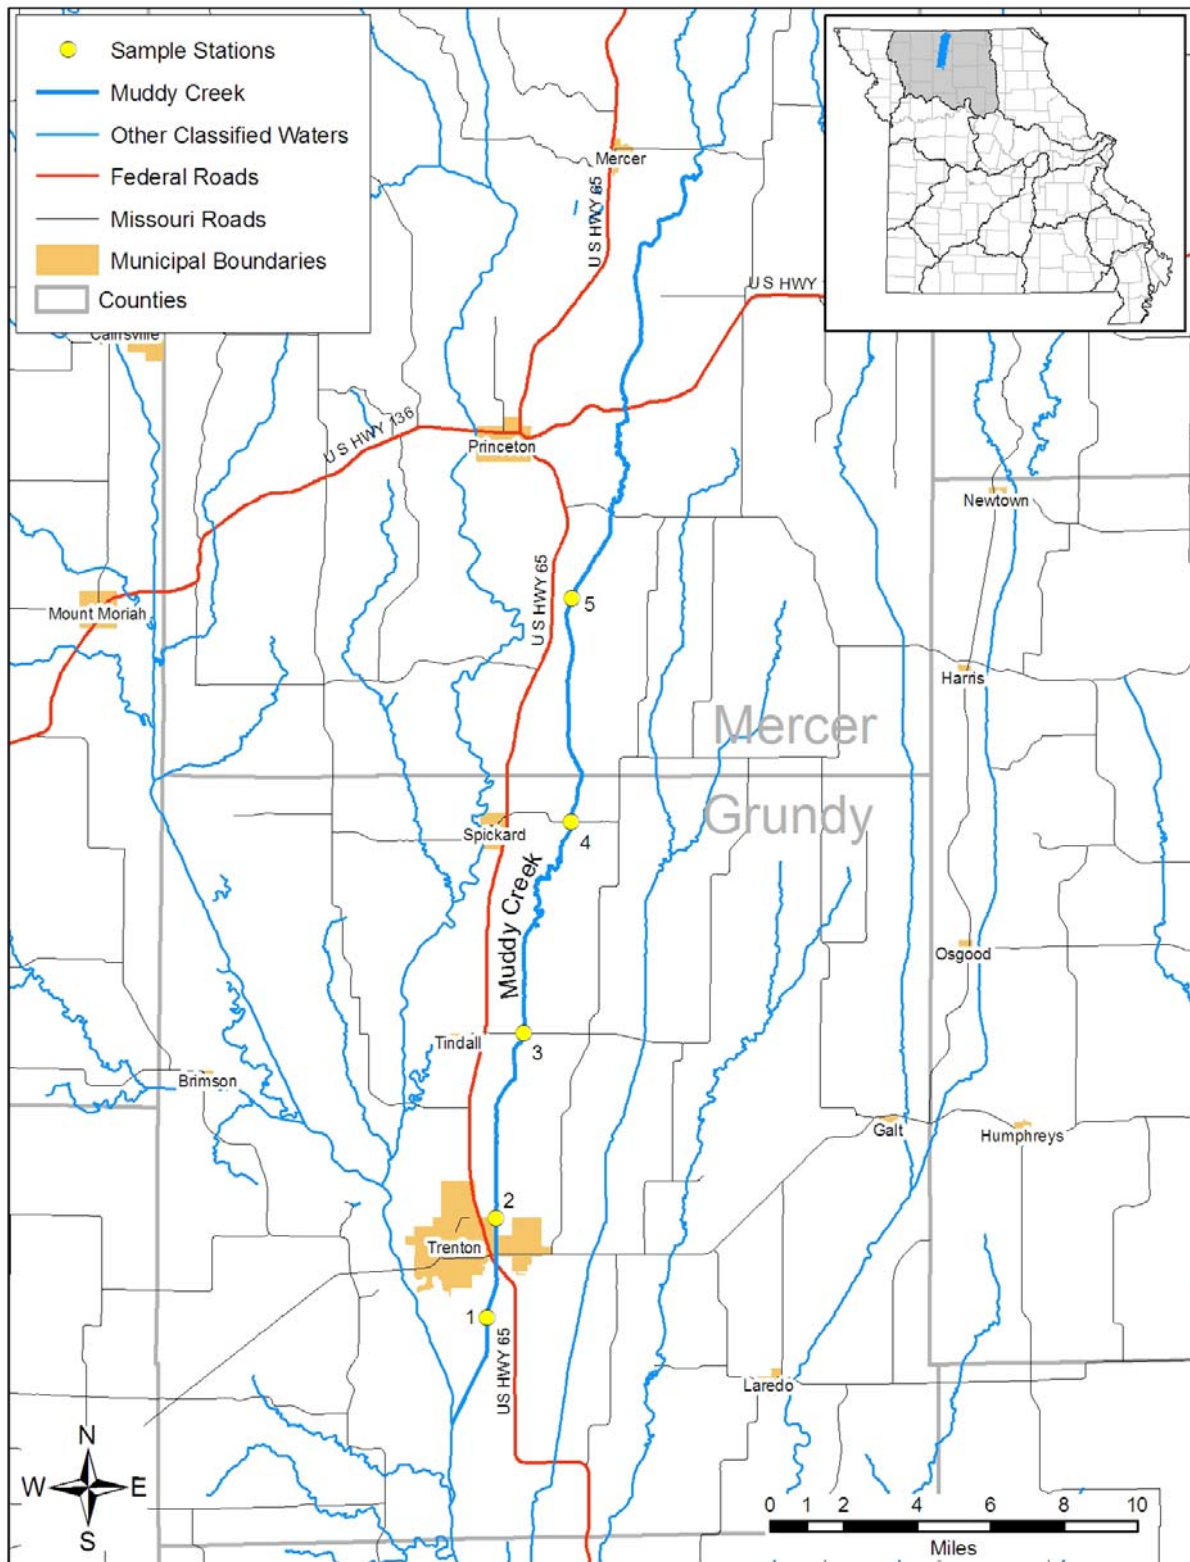 Sample Stations
Muddy Creek
Other Classified Waters
Federal Roads
Missouri Roads
Municipal Boundaries
Counties
Mercer
US HWY 65
US HWY
Cainsville
US HWY 136
Princeton
Newtown
US HWY 65
5
Mount Moriah
Harris
Mercer
Grundy
Spickard
4
Muddy Creek
Osgood
Tindall
3
Brimson
Galt
Humphreys
2
Trenton
1
US HWY 65
Laredo
N
W E
S
0 1 2 4 6 8 10
Miles